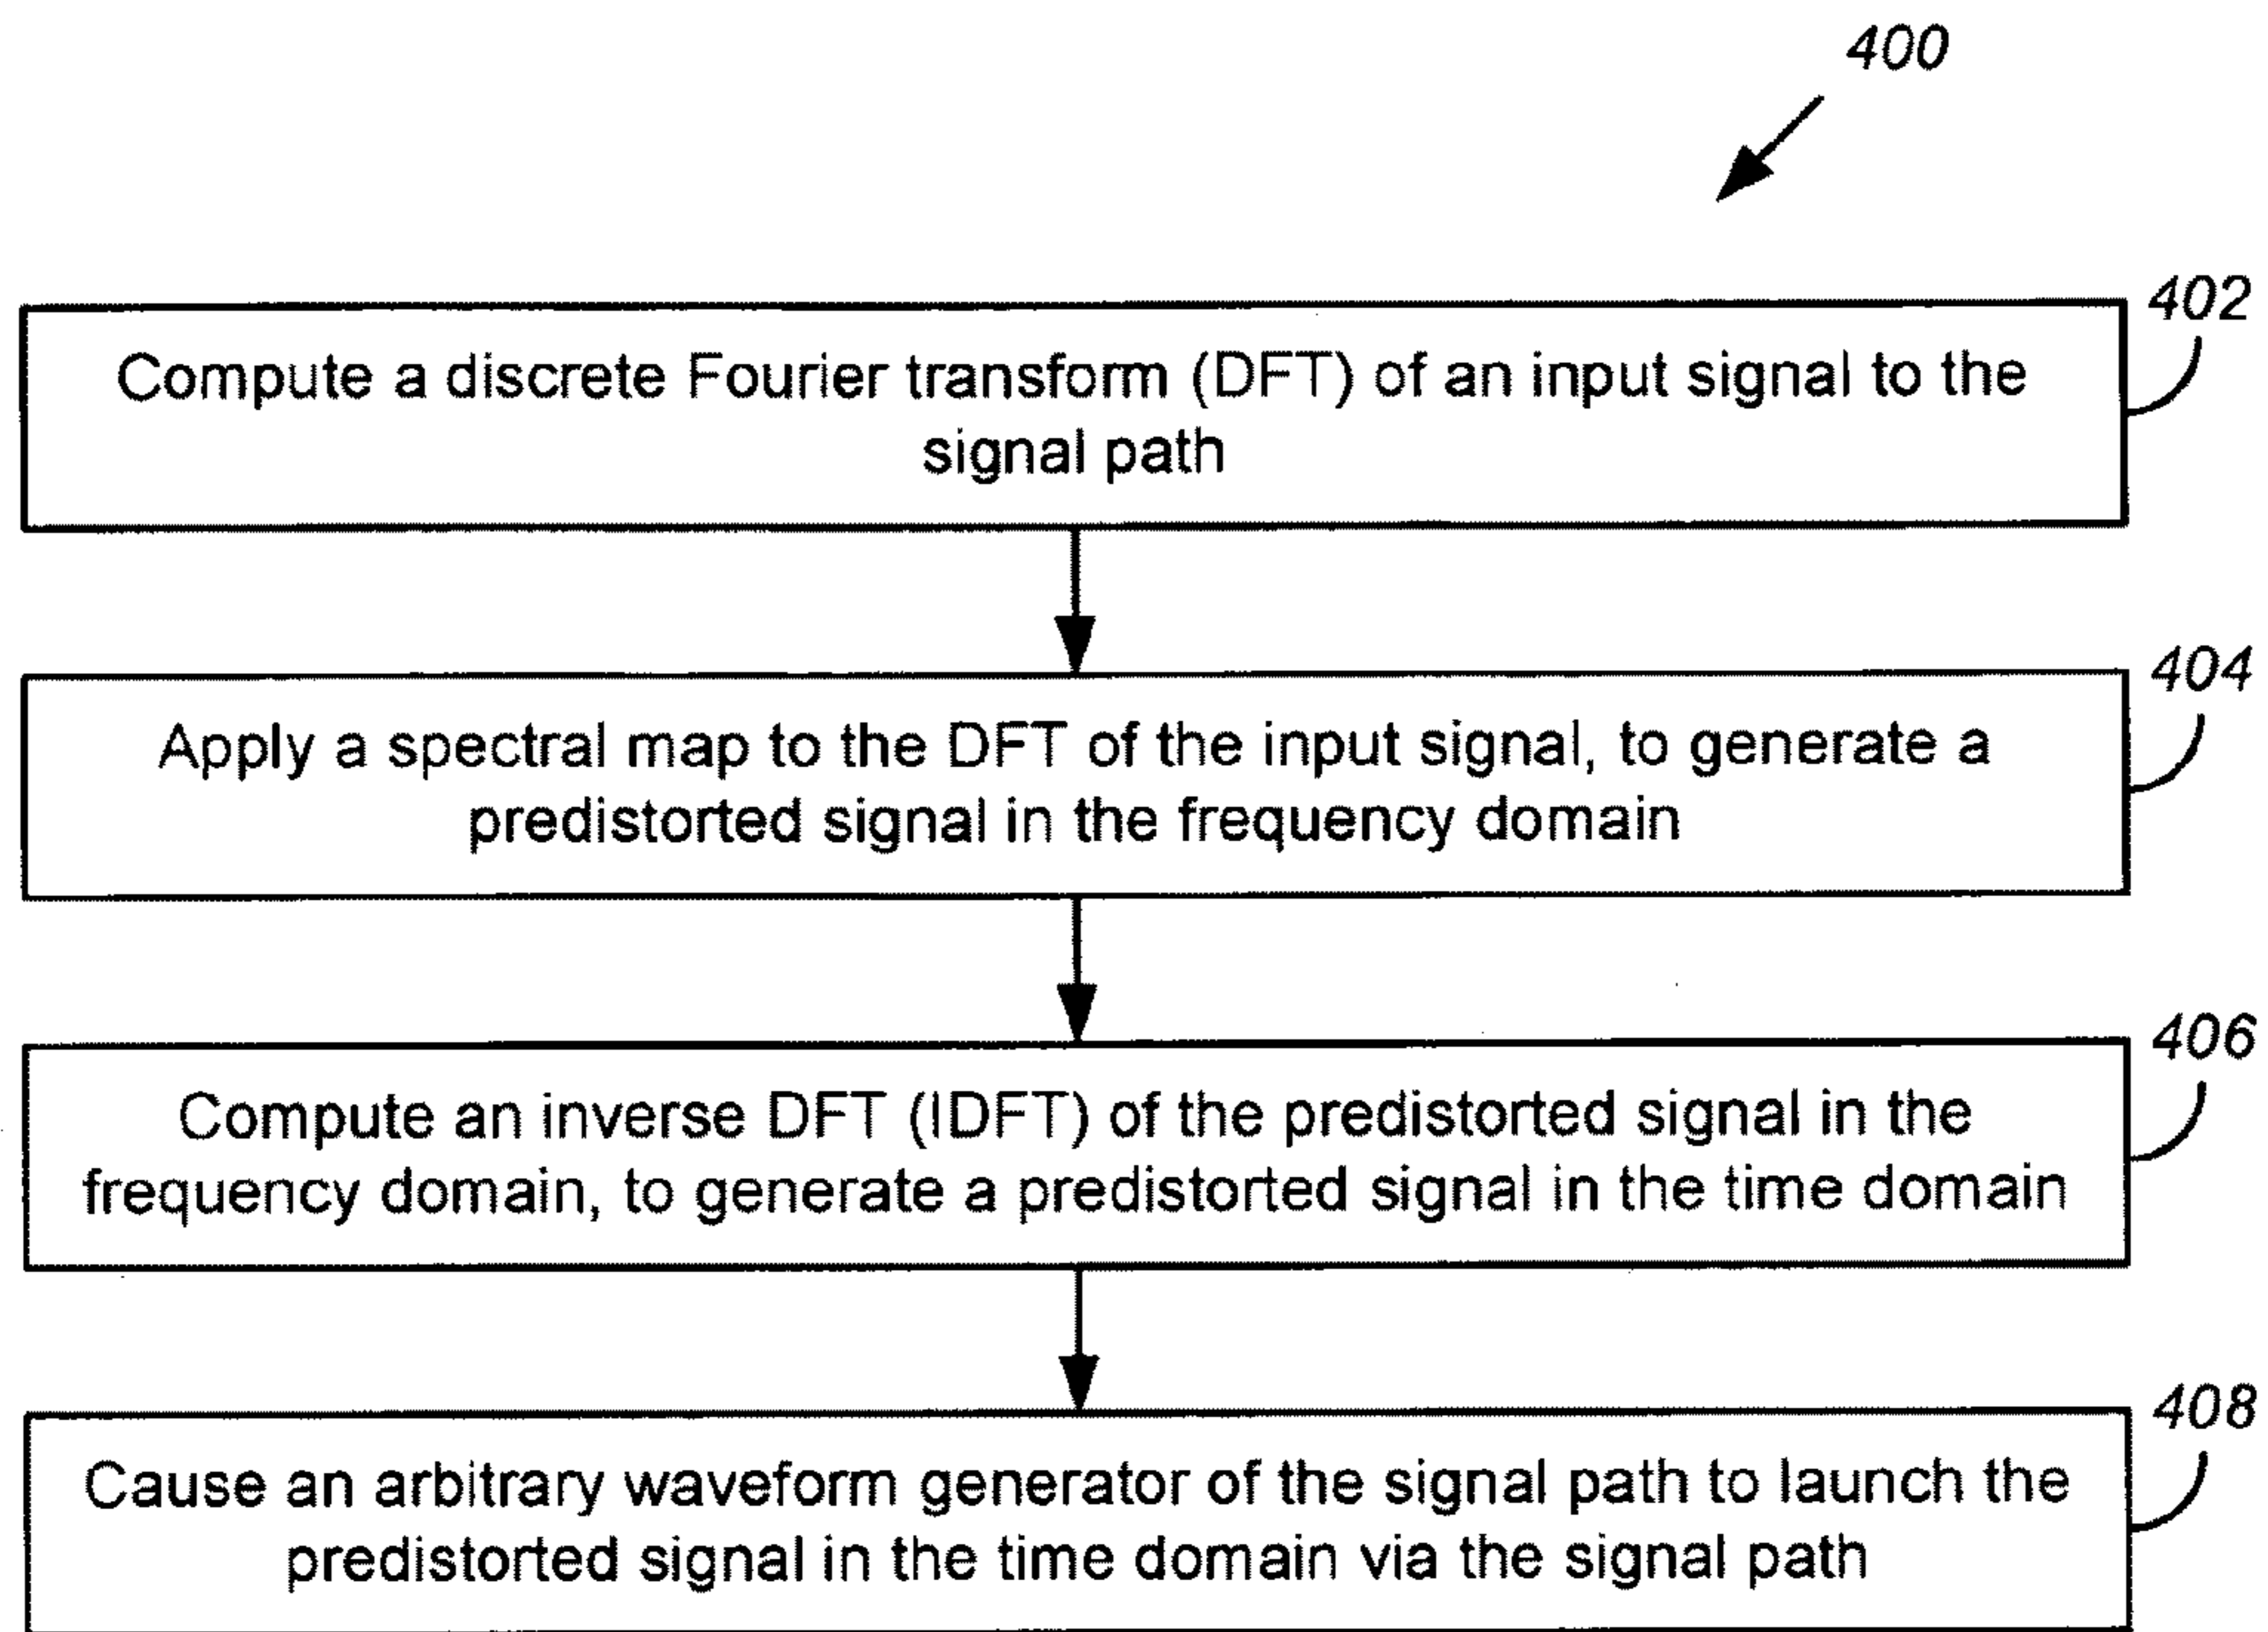 400
402
Compute a discrete Fourier transform (DFT) of an input signal to the
signal path
404
Apply a spectral map to the DFT of the input signal, to generate a
predistorted signal in the frequency domain
406
Compute an inverse DFT (IDFT) of the predistorted signal in the
frequency domain, to generate a predistorted signal in the time domain
408
Cause an arbitrary waveform generator of the signal path to launch the
predistorted signal in the time domain via the signal path